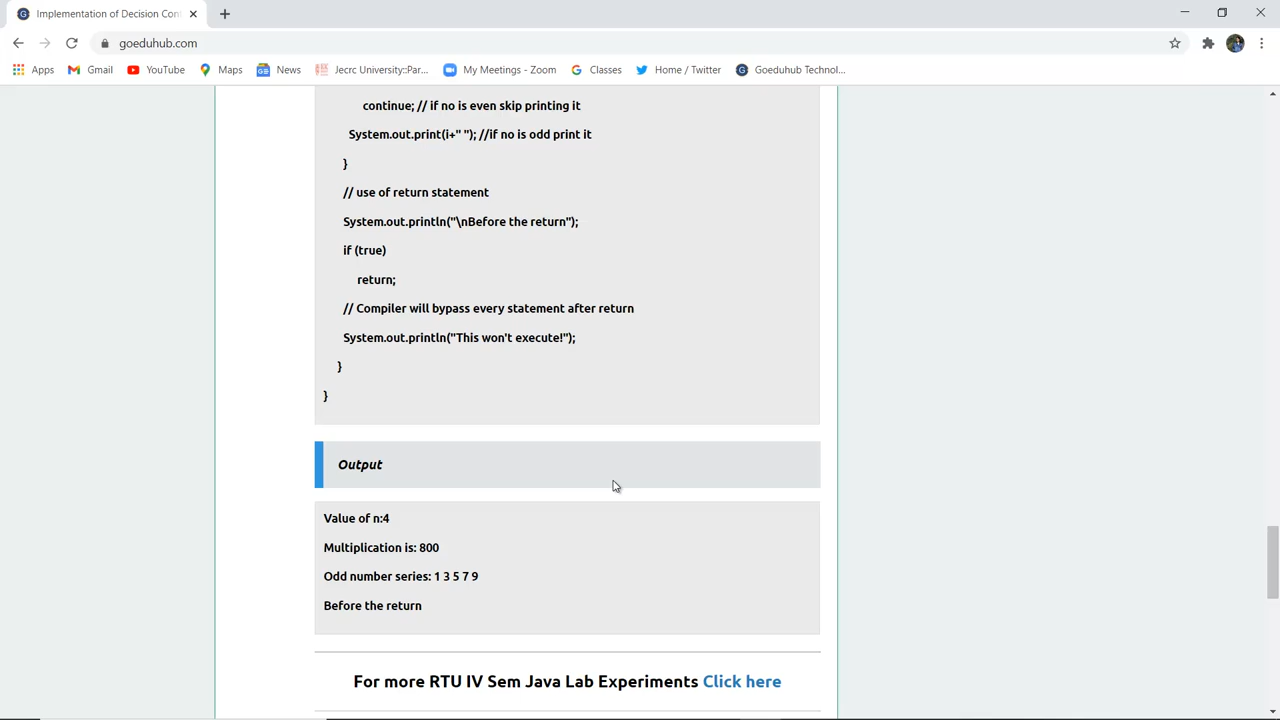 Implementation of Decision Cont
goeduhub.com
Apps Gmail YouTube Maps News Jecrc University::Par... My Meetings - Zoom Classes Home / Twitter Goeduhub Technol...
continue; // if no is even skip printing it
System.out.print(i+" "); //if no is odd print it
}
// use of return statement
System.out.println("\nBefore the return");
if (true)
return;
// Compiler will bypass every statement after return
System.out.println("This won't execute!");
}
}
Output
Value of n:4
Multiplication is: 800
Odd number series: 1 3 5 7 9
Before the return
For more RTU IV Sem Java Lab Experiments Click here